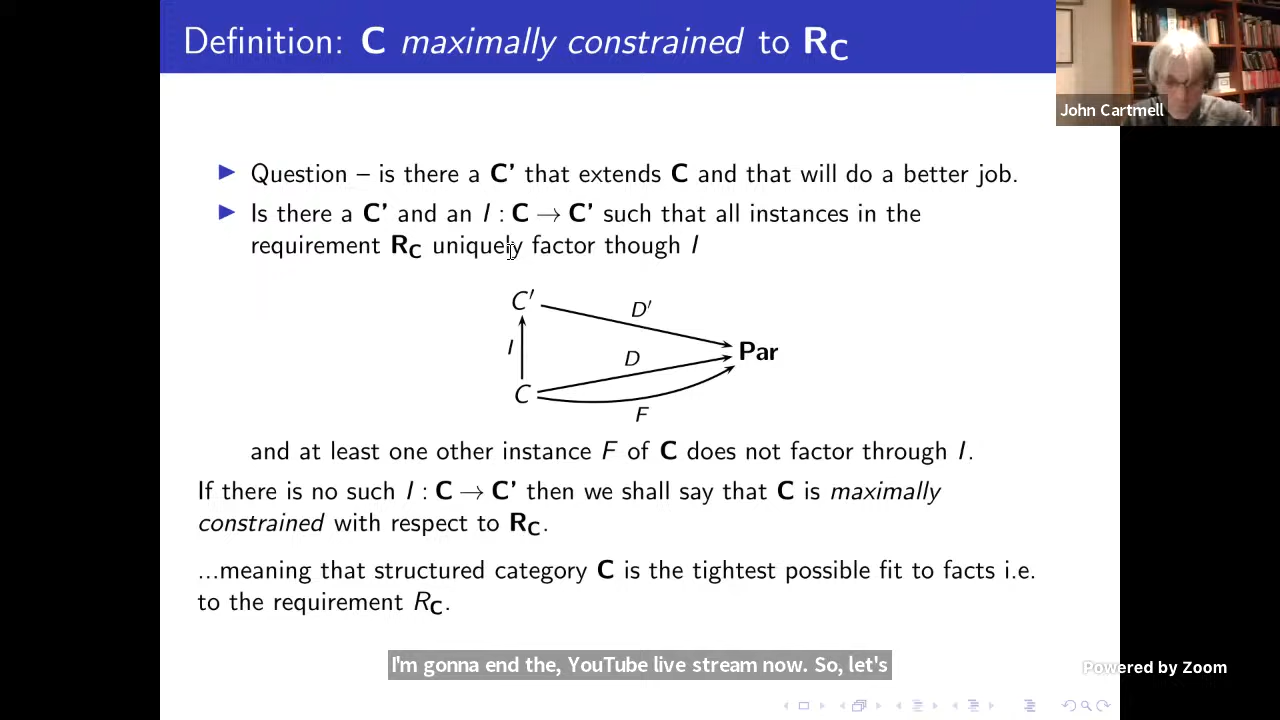 Definition: C maximally constrained to R_C
John Cartmell
Question – is there a C’ that extends C and that will do a better job.
Is there a C’ and an I : C → C’ such that all instances in the
requirement R_C uniquely factor though I
C′
D′
I
D
Par
C
F
and at least one other instance F of C does not factor through I.
If there is no such I : C → C’ then we shall say that C is maximally
constrained with respect to R_C.
...meaning that structured category C is the tightest possible fit to facts i.e.
to the requirement R_C.
I'm gonna end the, YouTube live stream now. So, let's
Powered by Zoom